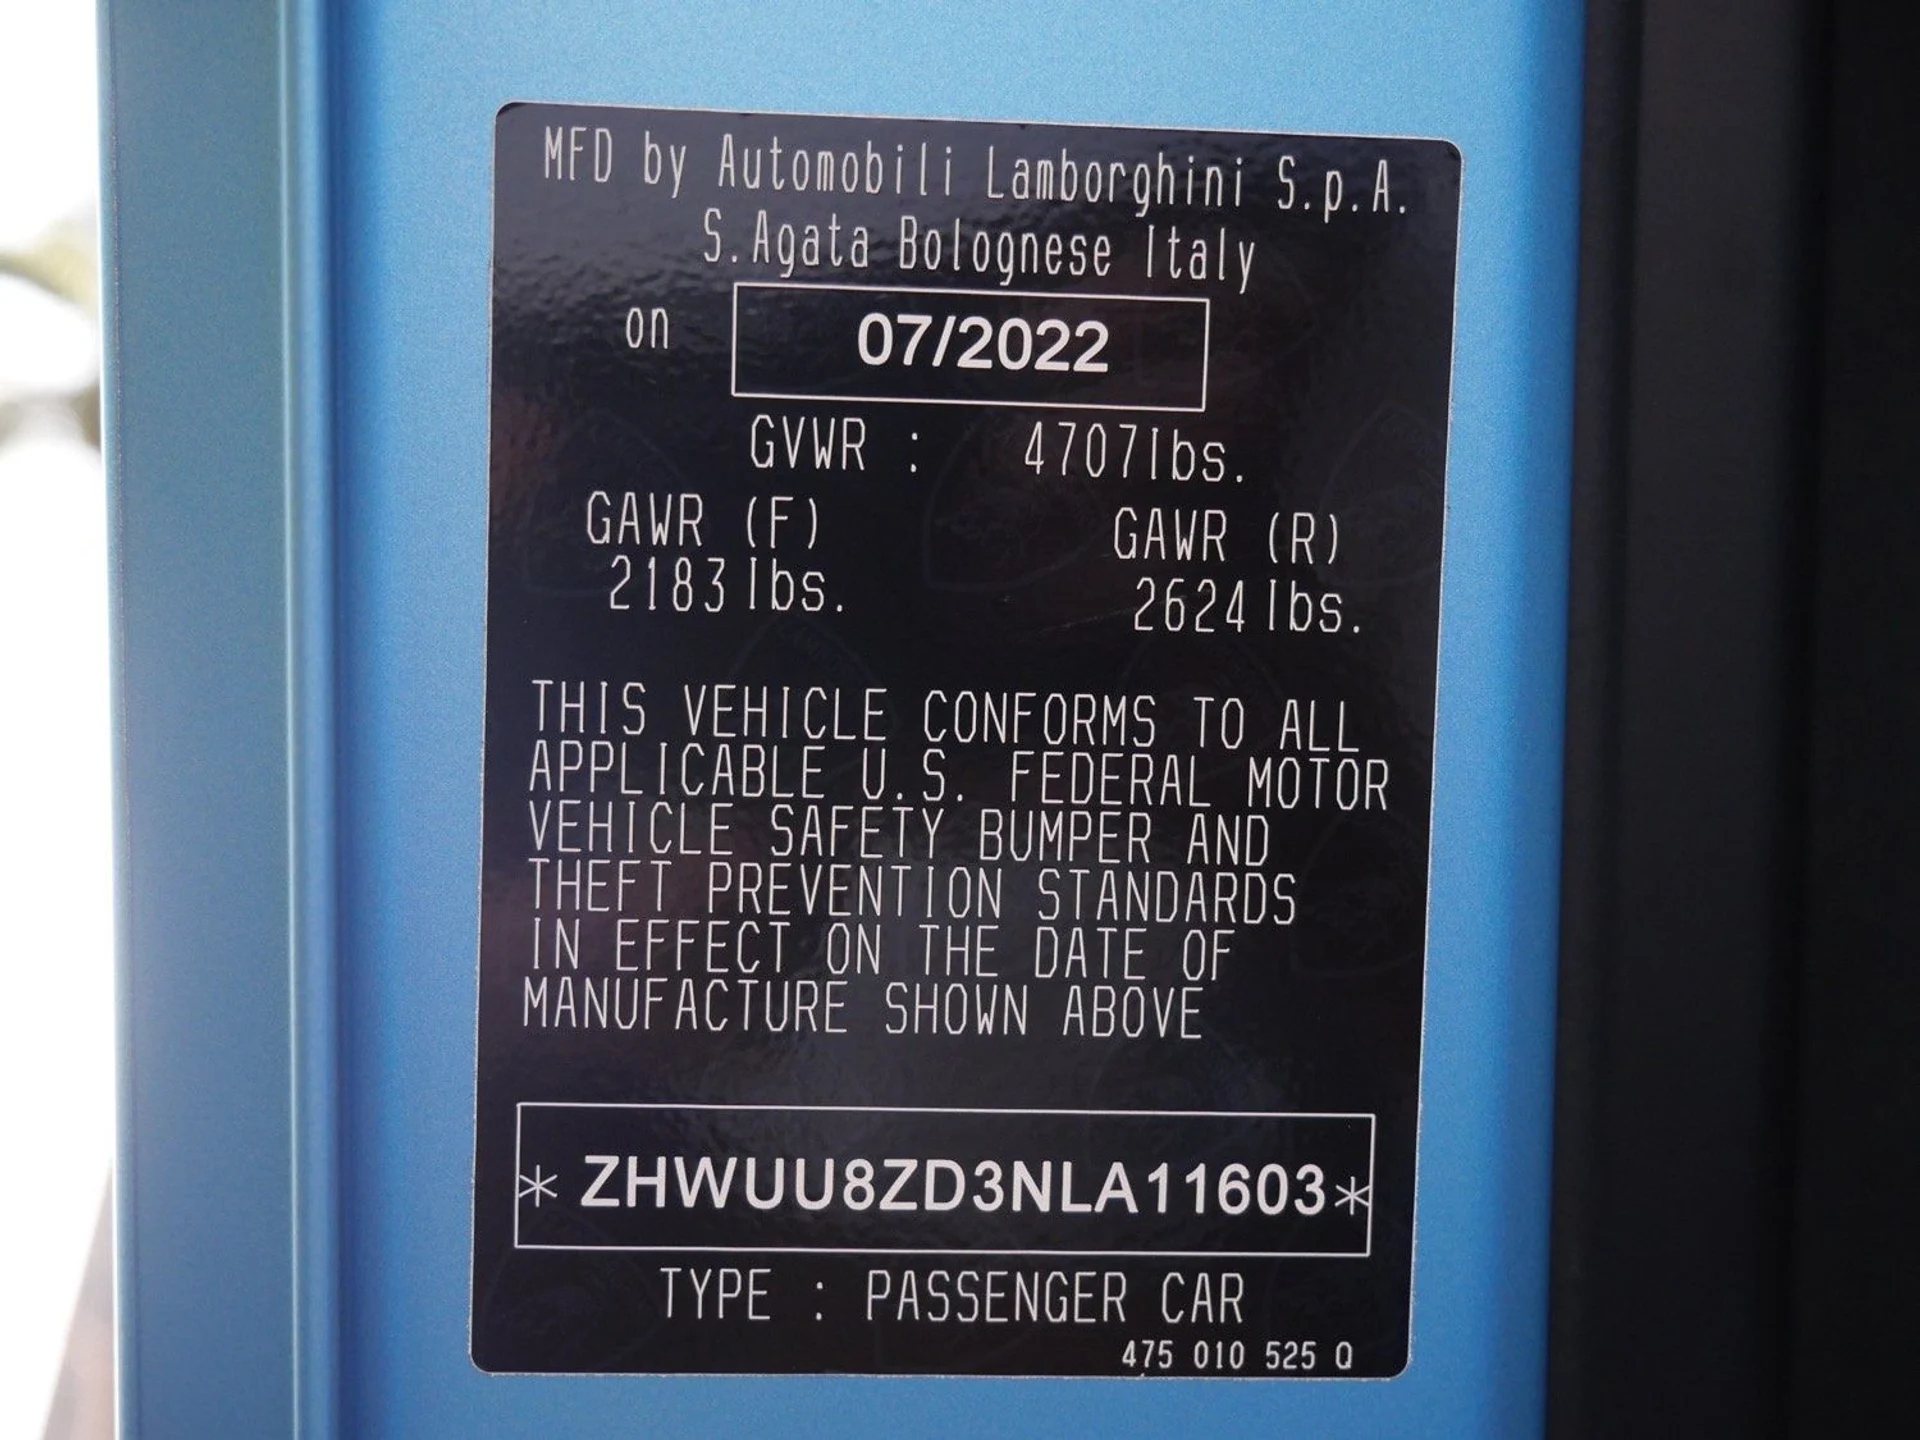 MFD by Automobili Lamborghini S.p.A.
S.Agata Bolognese Italy
on 07/2022
GVWR : 4707lbs.
GAWR (F) GAWR (R)
2183lbs. 2624lbs.
THIS VEHICLE CONFORMS TO ALL
APPLICABLE U.S. FEDERAL MOTOR
VEHICLE SAFETY BUMPER AND
THEFT PREVENTION STANDARDS
IN EFFECT ON THE DATE OF
MANUFACTURE SHOWN ABOVE
* ZHWUU8ZD3NLA11603*
TYPE : PASSENGER CAR
475 010 525 Q